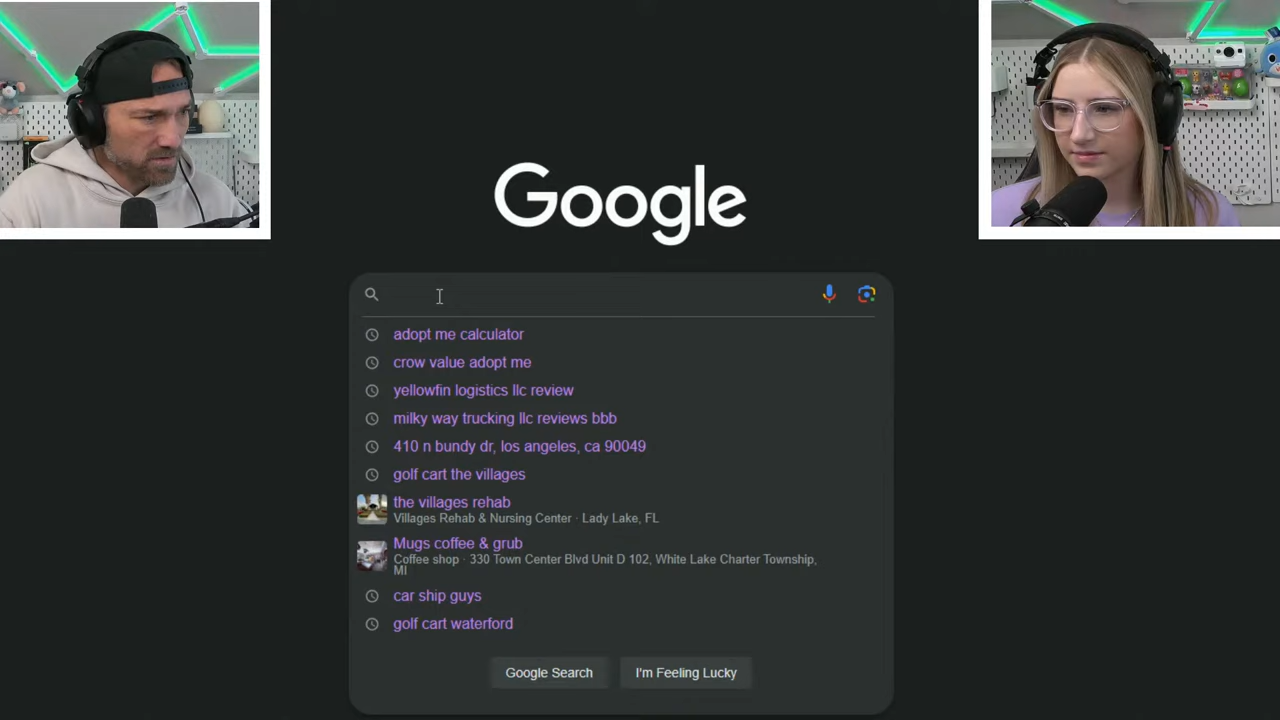 Google
adopt me calculator
crow value adopt me
yellowfin logistics llc review
milky way trucking llc reviews bbb
410 n bundy dr, los angeles, ca 90049
golf cart the villages
the villages rehab
Villages Rehab & Nursing Center · Lady Lake, FL
Mugs coffee & grub
Coffee shop · 330 Town Center Blvd Unit D 102, White Lake Charter Township,
MI
car ship guys
golf cart waterford
Google Search
I'm Feeling Lucky